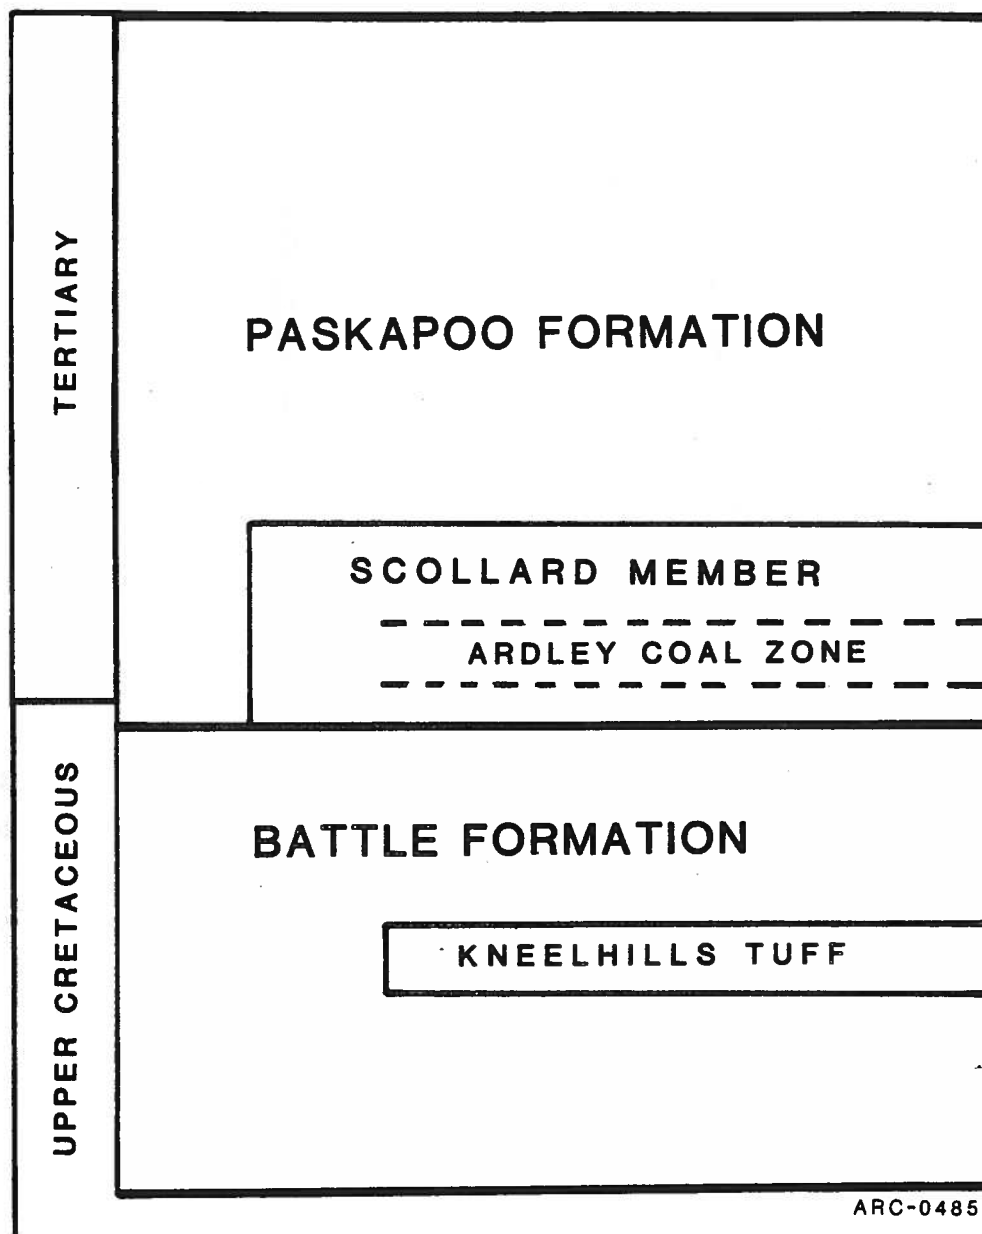 TERTIARY
PASKAPOO FORMATION
SCOLLARD MEMBER
ARDLEY COAL ZONE
UPPER CRETACEOUS
BATTLE FORMATION
KNEELHILLS TUFF
ARC-0485